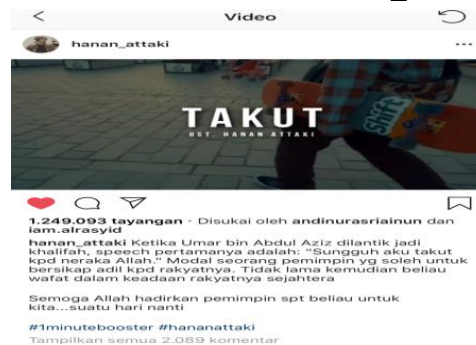 Video
hanan_attaki
TAKUT
UST. HANAN ATTAKI
Shift
1.249.093 tayangan · Disukai oleh andinurasriainun dan
iam.alrasyid
hanan_attaki Ketika Umar bin Abdul Aziz dilantik jadi
khalifah, speech pertamanya adalah: "Sungguh aku takut
kpd neraka Allah." Modal seorang pemimpin yg soleh untuk
bersikap adil kpd rakyatnya. Tidak lama kemudian beliau
wafat dalam keadaan rakyatnya sejahtera
Semoga Allah hadirkan pemimpin spt beliau untuk
kita...suatu hari nanti
#1minutebooster #hananattaki
Tampilkan semua 2.089 komentar